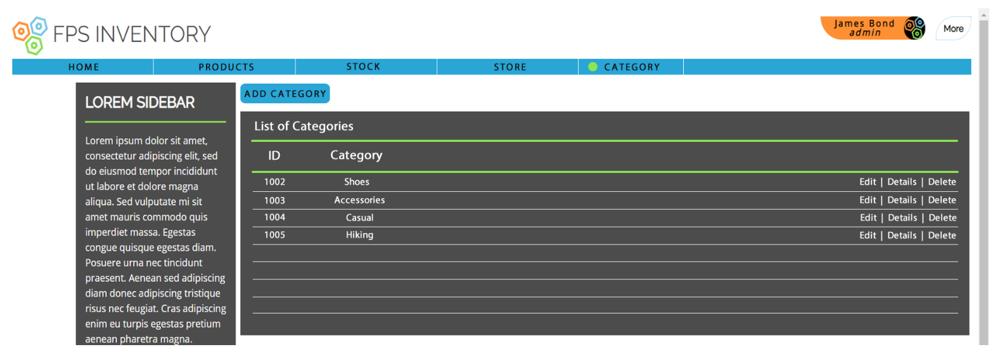 FPS INVENTORY
James Bond
admin
More
HOME PRODUCTS STOCK STORE CATEGORY
LOREM SIDEBAR
Lorem ipsum dolor sit amet,
consectetur adipiscing elit, sed
do eiusmod tempor incididunt
ut labore et dolore magna
aliqua. Sed vulputate mi sit
amet mauris commodo quis
imperdiet massa. Egestas
congue quisque egestas diam.
Posuere urna nec tincidunt
praesent. Aenean sed adipiscing
diam donec adipiscing tristique
risus nec feugiat. Cras adipiscing
enim eu turpis egestas pretium
aenean pharetra magna.
ADD CATEGORY
List of Categories
ID Category
1002 Shoes Edit | Details | Delete
1003 Accessories Edit | Details | Delete
1004 Casual Edit | Details | Delete
1005 Hiking Edit | Details | Delete